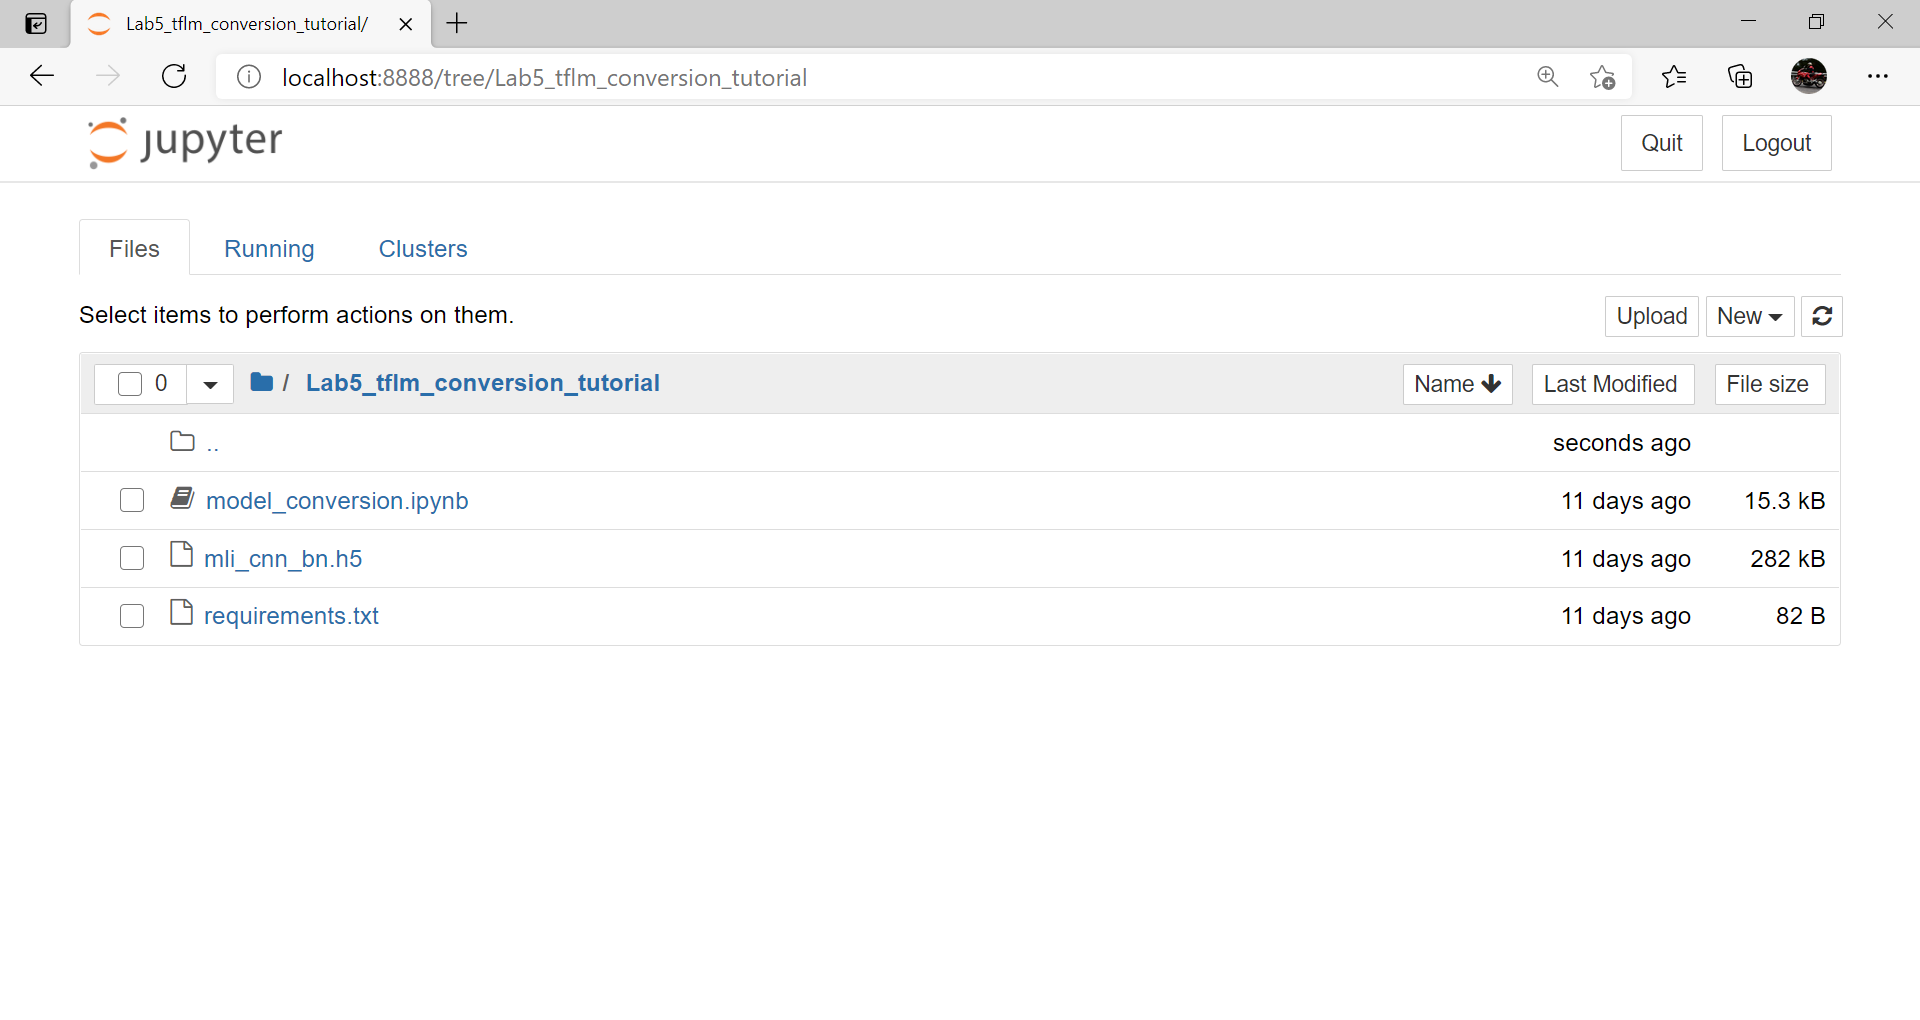 Lab5_tflm_conversion_tutorial/
localhost:8888/tree/Lab5_tflm_conversion_tutorial
jupyter
Quit Logout
Files Running Clusters
Select items to perform actions on them.
Upload New
0 / Lab5_tflm_conversion_tutorial Name Last Modified File size
.. seconds ago
model_conversion.ipynb 11 days ago 15.3 kB
mli_cnn_bn.h5 11 days ago 282 kB
requirements.txt 11 days ago 82 B